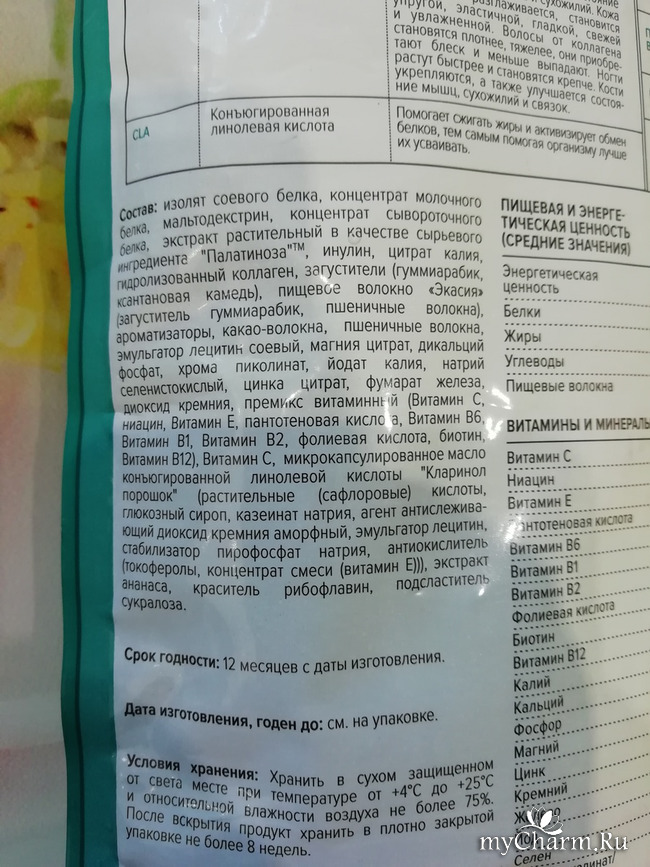 разглаживается, становится
упругой, эластичной, гладкой, свежей
и увлажненной. Волосы от коллагена
становятся плотнее, тяжелее, они приобре-
тают блеск и меньше выпадают. Ногти
растут быстрее и становятся крепче. Кости
укрепляются, а также улучшается состоя-
ние мышц, сухожилий и связок.
CLA
Конъюгированная
линолевая кислота
Помогает сжигать жиры и активизирует обмен
белков, тем самым помогая организму лучше
их усваивать.
Состав: изолят соевого белка, концентрат молочного
белка, мальтодекстрин, концентрат сывороточного
белка, экстракт растительный в качестве сырьевого
ингредиента "Палатиноза"™, инулин, цитрат калия,
гидролизованный коллаген, загустители (гуммиарабик,
ксантановая камедь), пищевое волокно «Экасия»
(загуститель гуммиарабик, пшеничные волокна),
ароматизаторы, какао-волокна, пшеничные волокна,
эмульгатор лецитин соевый, магния цитрат, дикальций
фосфат, хрома пиколинат, йодат калия, натрий
селенистокислый, цинка цитрат, фумарат железа,
диоксид кремния, премикс витаминный (Витамин С,
ниацин, Витамин Е, пантотеновая кислота, Витамин В6,
Витамин В1, Витамин В2, фолиевая кислота, биотин,
Витамин В12), Витамин С, микрокапсулированное масло
конъюгированной линолевой кислоты "Кларинол
порошок" (растительные (сафлоровые) кислоты,
глюкозный сироп, казеинат натрия, агент антислежива-
ющий диоксид кремния аморфный, эмульгатор лецитин,
стабилизатор пирофосфат натрия, антиокислитель
(токоферолы, концентрат смеси (витамин Е))), экстракт
ананаса, краситель рибофлавин, подсластитель
сукралоза.
Срок годности: 12 месяцев с даты изготовления.
Дата изготовления, годен до: см. на упаковке.
Условия хранения: Хранить в сухом защищенном
от света месте при температуре от +4°С до +25°С
и относительной влажности воздуха не более 75%.
После вскрытия продукт хранить в плотно закрытой
упаковке не более 8 недель.
ПИЩЕВАЯ И ЭНЕРГЕ-
ТИЧЕСКАЯ ЦЕННОСТЬ
(СРЕДНИЕ ЗНАЧЕНИЯ)
Энергетическая
ценность
Белки
Жиры
Углеводы
Пищевые волокна
ВИТАМИНЫ И МИНЕРАЛЫ
Витамин С
Ниацин
Витамин Е
Пантотеновая кислота
Витамин В6
Витамин В1
Витамин В2
Фолиевая кислота
Биотин
Витамин В12
Калий
Кальций
Фосфор
Магний
Цинк
Кремний
Селен
myCharm.Ru